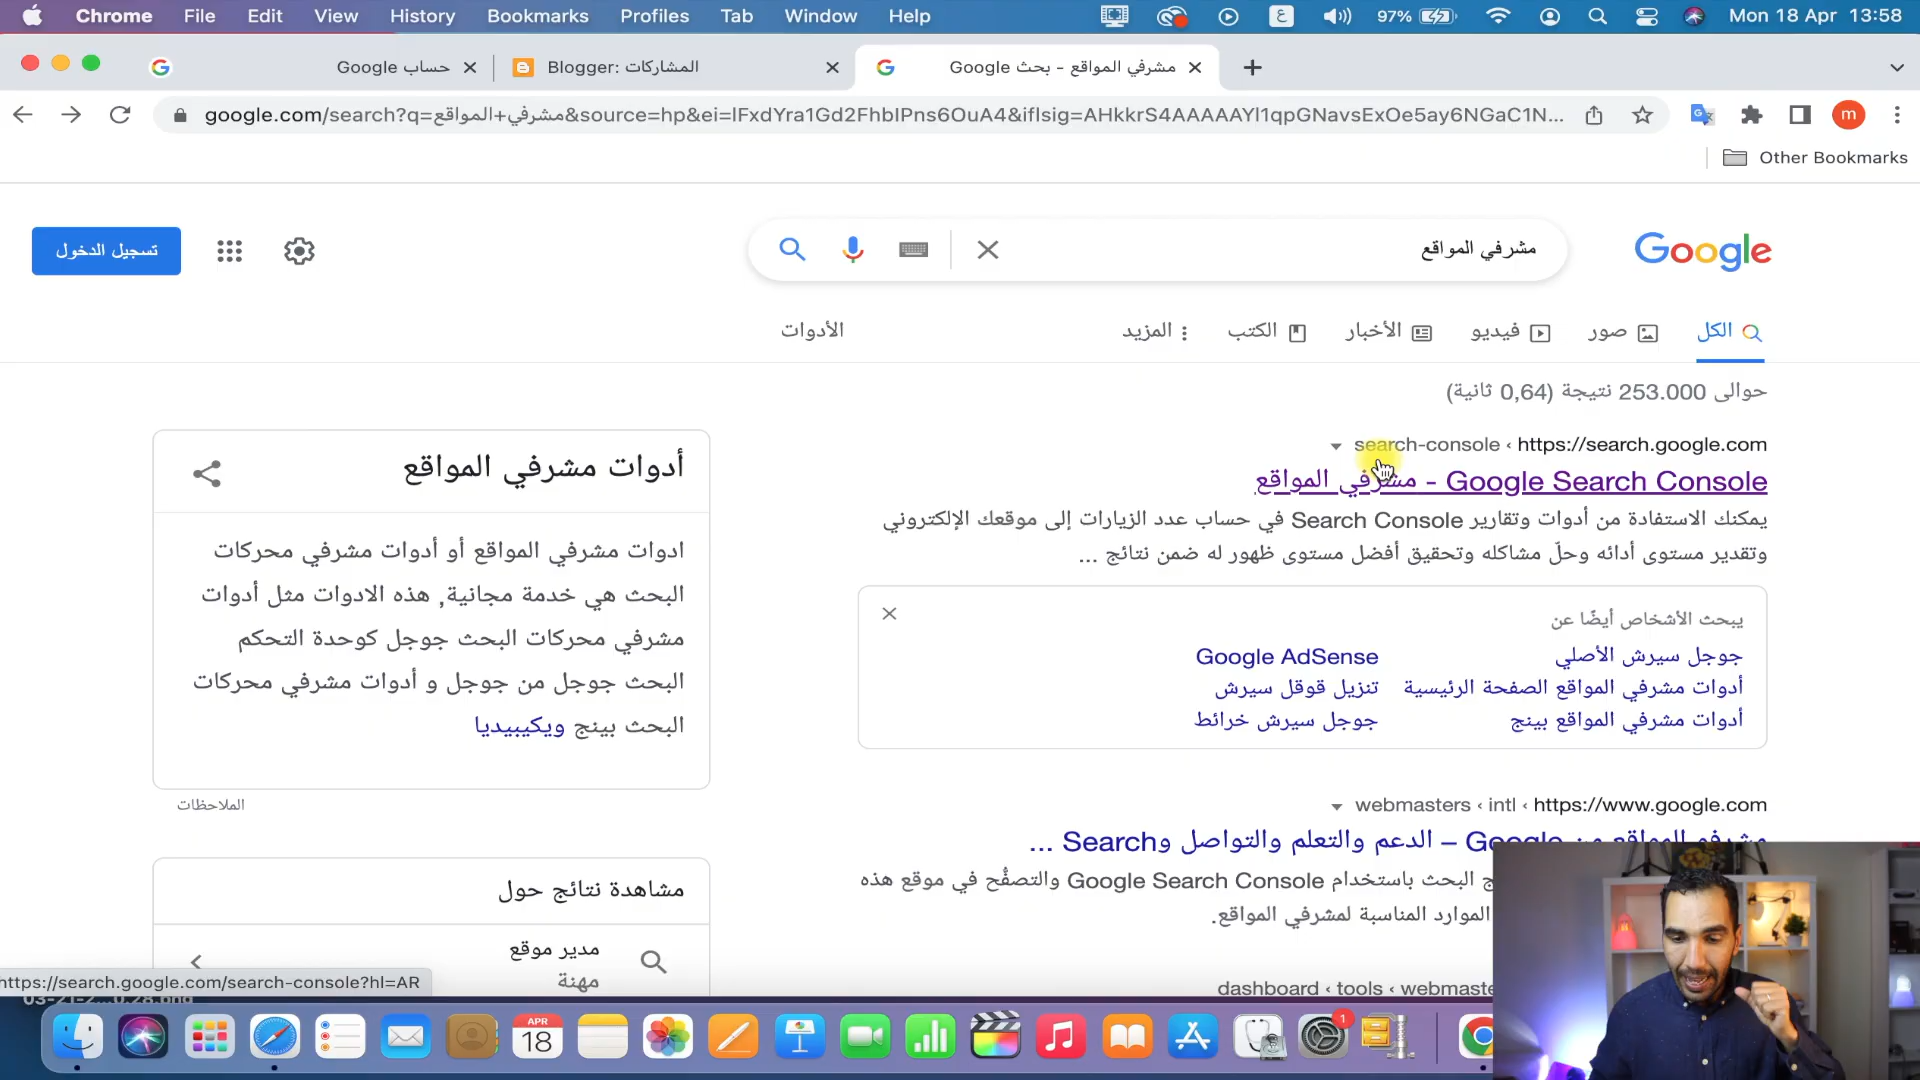 Chrome File Edit View History Bookmarks Profiles Tab Window Help
ع 97% Mon 18 Apr 13:58
حساب Google
Blogger: المشاركات
مشرفي المواقع - بحث Google
google.com/search?q=مشرفي+المواقع&source=hp&ei=lFxdYra1Gd2FhbIPns6OuA4&iflsig=AHkkrS4AAAAAYl1qpGNavsExOe5ay6NGaC1N...
m
Other Bookmarks
تسجيل الدخول
مشرفي المواقع
Google
الكل
صور
فيديو
الأخبار
الكتب
المزيد
الأدوات
حوالى 253.000 نتيجة (0,64 ثانية)
https://search.google.com › search-console
Google Search Console - مشرفي المواقع
يمكنك الاستفادة من أدوات وتقارير Search Console في حساب عدد الزيارات إلى موقعك الإلكتروني
وتقدير مستوى أدائه وحلّ مشاكله وتحقيق أفضل مستوى ظهور له ضمن نتائج ...
يبحث الأشخاص أيضًا عن
جوجل سيرش الأصلي
Google AdSense
أدوات مشرفي المواقع الصفحة الرئيسية
تنزيل قوقل سيرش
أدوات مشرفي المواقع بينج
جوجل سيرش خرائط
https://www.google.com › intl › webmasters
مشرفو المواقع من Google – الدعم والتعلم والتواصل وSearch ...
البحث باستخدام Google Search Console والتصفُّح في موقع هذه
الموارد المناسبة لمشرفي المواقع.
tools › dashboard
أدوات مشرفي المواقع
ادوات مشرفي المواقع أو أدوات مشرفي محركات
البحث هي خدمة مجانية, هذه الادوات مثل أدوات
مشرفي محركات البحث جوجل كوحدة التحكم
البحث جوجل من جوجل و أدوات مشرفي محركات
البحث بينج ويكيبيديا
الملاحظات
مشاهدة نتائج حول
مدير موقع
مهنة
https://search.google.com/search-console?hl=AR
APR
18
1